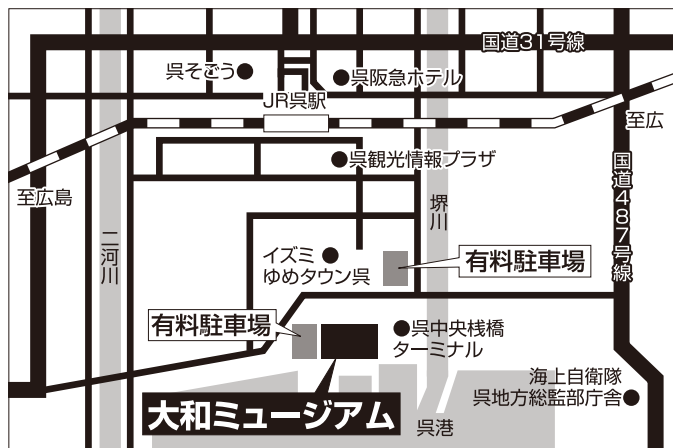 国道31号線
呉そごう
呉阪急ホテル
JR呉駅
至広
呉観光情報プラザ
至広島
国道487号線
堺川
二河川
イズミ
ゆめタウン呉
有料駐車場
有料駐車場
呉中央桟橋
ターミナル
海上自衛隊
呉地方総監部庁舎
大和ミュージアム
呉港